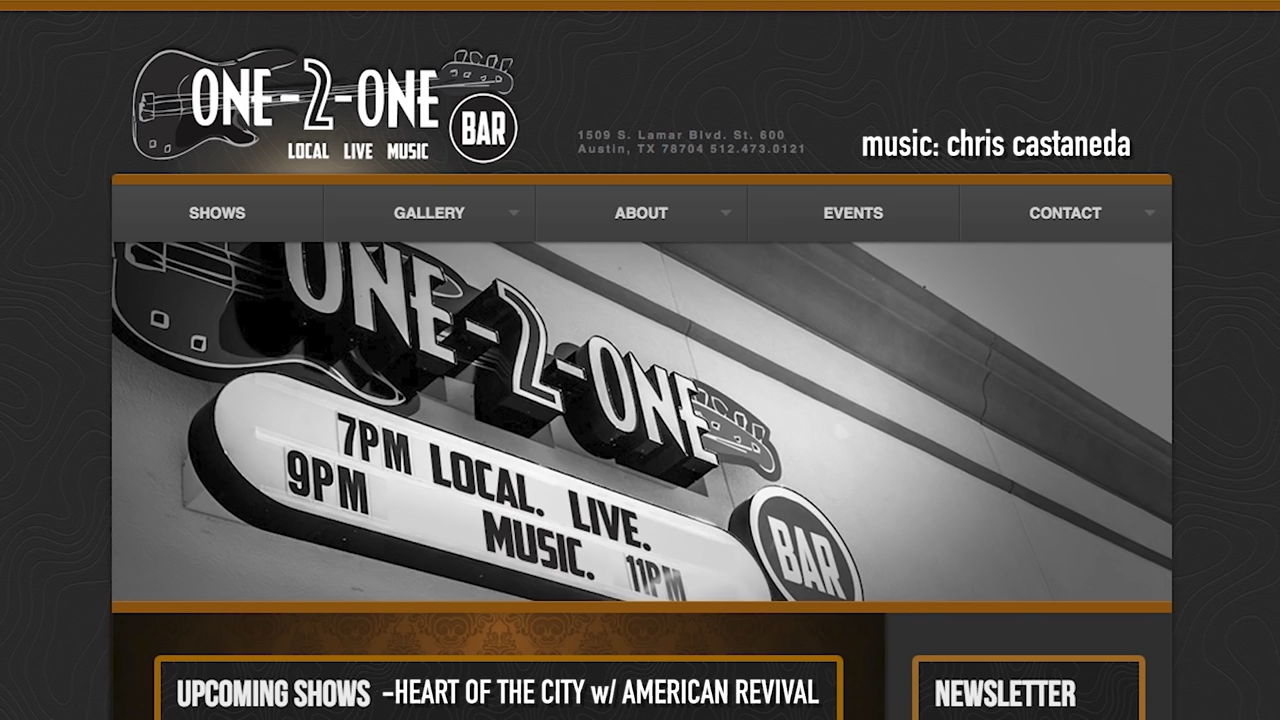 ONE-2-ONE
BAR
LOCAL LIVE MUSIC
1509 S. Lamar Blvd. St. 600
Austin, TX 78704 512.473.0121
music: chris castaneda
SHOWS
GALLERY
ABOUT
EVENTS
CONTACT
ONE-2-ONE
7PM LOCAL. LIVE.
9PM MUSIC. 11PM
BAR
UPCOMING SHOWS -HEART OF THE CITY w/ AMERICAN REVIVAL
NEWSLETTER